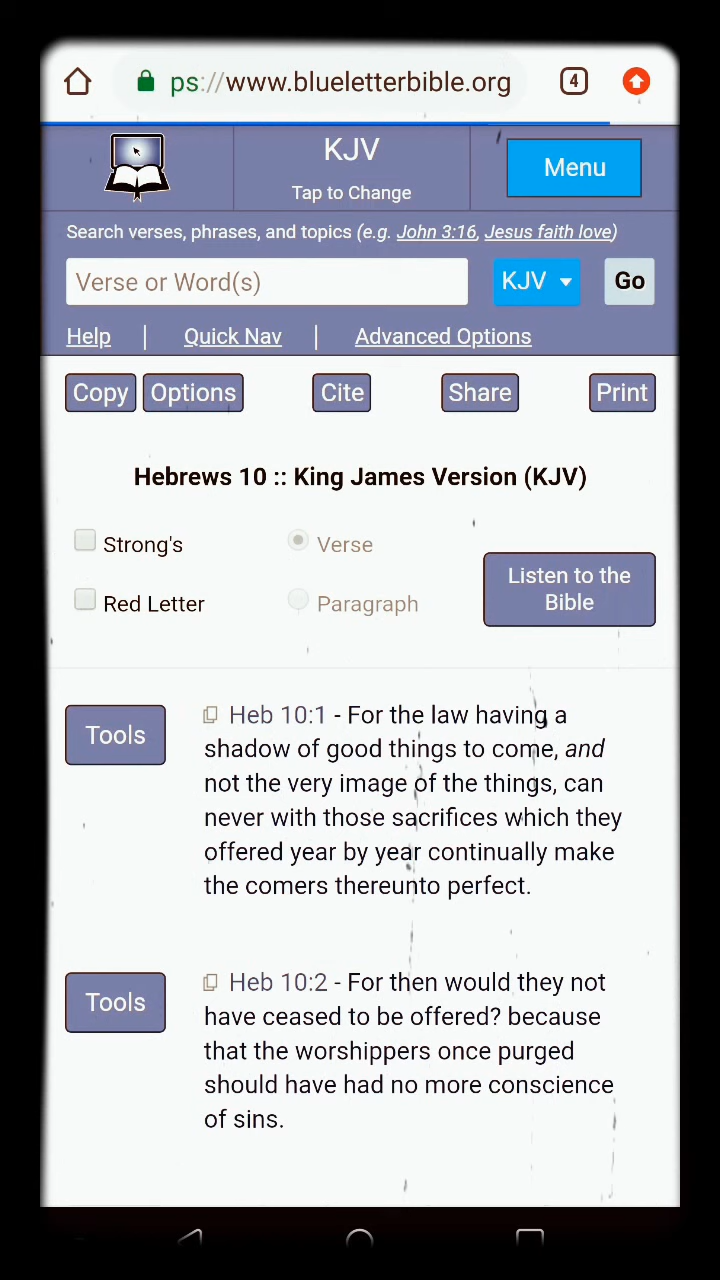 ps://www.blueletterbible.org 4
KJV
Tap to Change
Menu
Search verses, phrases, and topics (e.g. John 3:16, Jesus faith love)
Verse or Word(s) KJV Go
Help | Quick Nav | Advanced Options
Copy Options Cite Share Print
Hebrews 10 :: King James Version (KJV)
Strong's Verse
Red Letter Paragraph
Listen to the
Bible
Tools
Heb 10:1 - For the law having a
shadow of good things to come, and
not the very image of the things, can
never with those sacrifices which they
offered year by year continually make
the comers thereunto perfect.
Tools
Heb 10:2 - For then would they not
have ceased to be offered? because
that the worshippers once purged
should have had no more conscience
of sins.